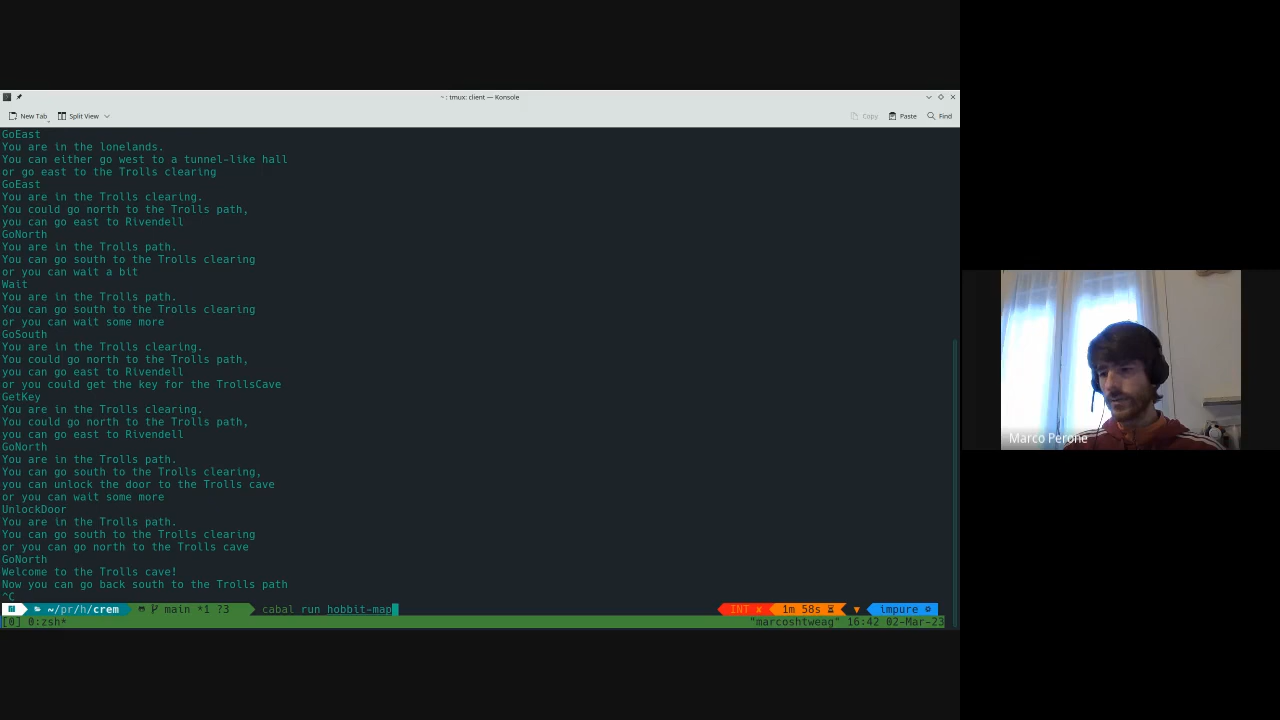 ~ : tmux: client — Konsole
New Tab Split View Copy Paste Find
GoEast
You are in the lonelands.
You can either go west to a tunnel-like hall
or go east to the Trolls clearing
GoEast
You are in the Trolls clearing.
You could go north to the Trolls path,
you can go east to Rivendell
GoNorth
You are in the Trolls path.
You can go south to the Trolls clearing
or you can wait a bit
Wait
You are in the Trolls path.
You can go south to the Trolls clearing
or you can wait some more
GoSouth
You are in the Trolls clearing.
You could go north to the Trolls path,
you can go east to Rivendell
or you could get the key for the TrollsCave
GetKey
You are in the Trolls clearing.
You could go north to the Trolls path,
you can go east to Rivendell
GoNorth
You are in the Trolls path.
You can go south to the Trolls clearing,
you can unlock the door to the Trolls cave
or you can wait some more
UnlockDoor
You are in the Trolls path.
You can go south to the Trolls clearing
or you can go north to the Trolls cave
GoNorth
Welcome to the Trolls cave!
Now you can go back south to the Trolls path
^C
~/pr/h/crem main *1 ?3 cabal run hobbit-map INT ✘ 1m 58s impure
[0] 0:zsh* "marcoshtweag" 16:42 02-Mar-23
Marco Perone